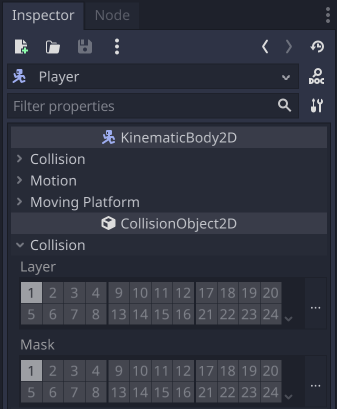 Inspector Node
DOC
Player
Filter properties
KinematicBody2D
Collision
Motion
Moving Platform
CollisionObject2D
Collision
Layer
1 2 3 4 9 10 11 12 17 18 19 20
5 6 7 8 13 14 15 16 21 22 23 24
...
Mask
1 2 3 4 9 10 11 12 17 18 19 20
5 6 7 8 13 14 15 16 21 22 23 24
...